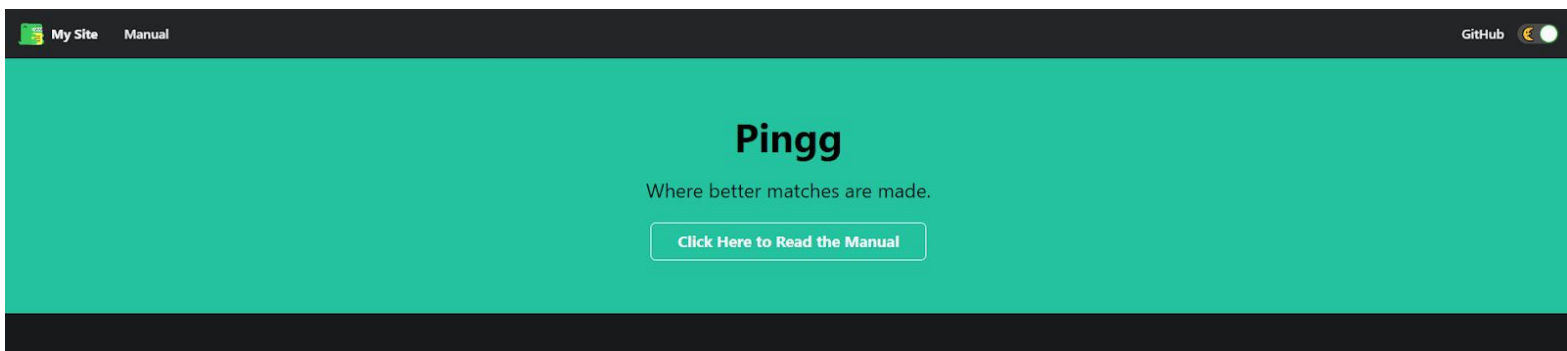 My Site Manual GitHub
Pingg
Where better matches are made.
Click Here to Read the Manual